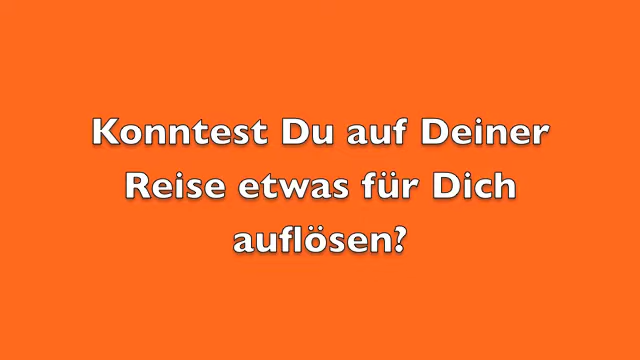 Konntest Du auf Deiner
Reise etwas für Dich
auflösen?